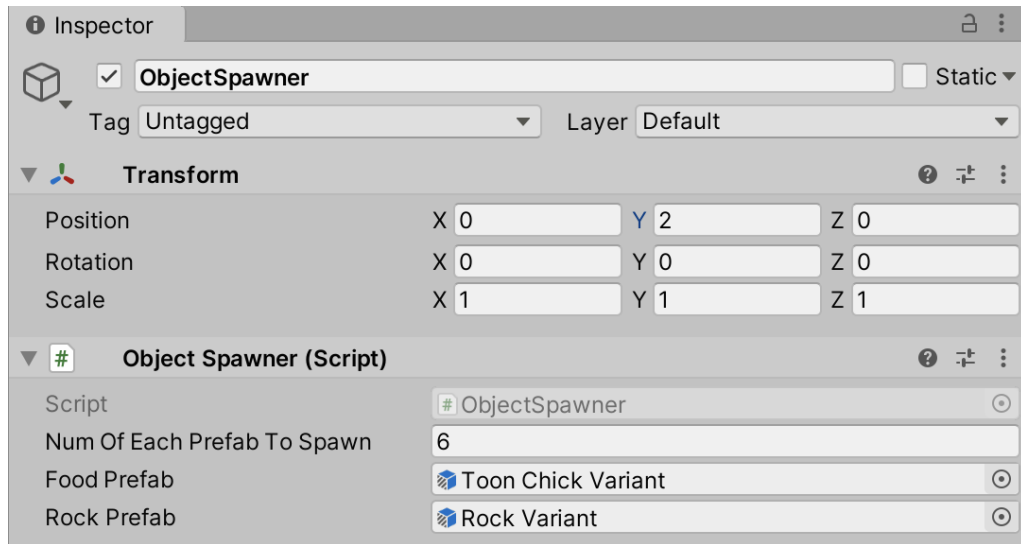 Inspector
ObjectSpawner Static
Tag Untagged Layer Default
Transform
Position X 0 Y 2 Z 0
Rotation X 0 Y 0 Z 0
Scale X 1 Y 1 Z 1
# Object Spawner (Script)
Script # ObjectSpawner
Num Of Each Prefab To Spawn 6
Food Prefab Toon Chick Variant
Rock Prefab Rock Variant